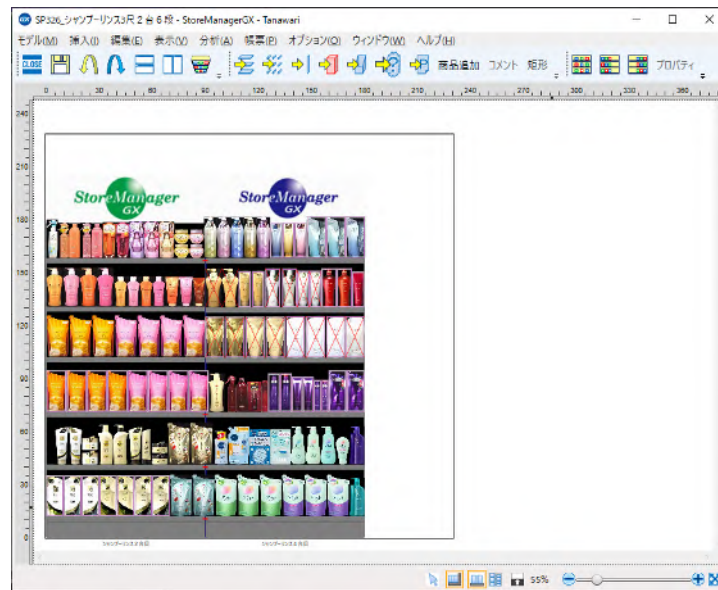 SP326_シャンプーリンス3尺 2 台 6 段 - StoreManagerGX - Tanawari
モデル(M) 挿入(I) 編集(E) 表示(V) 分析(A) 帳票(P) オプション(O) ウィンドウ(W) ヘルプ(H)
CLOSE 商品追加 コメント 矩形 プロパティ
0 30 60 90 120 150 180 210 240 270 300 330 360
240
210
180
150
120
90
60
30
0
StoreManager GX
StoreManager GX
55%